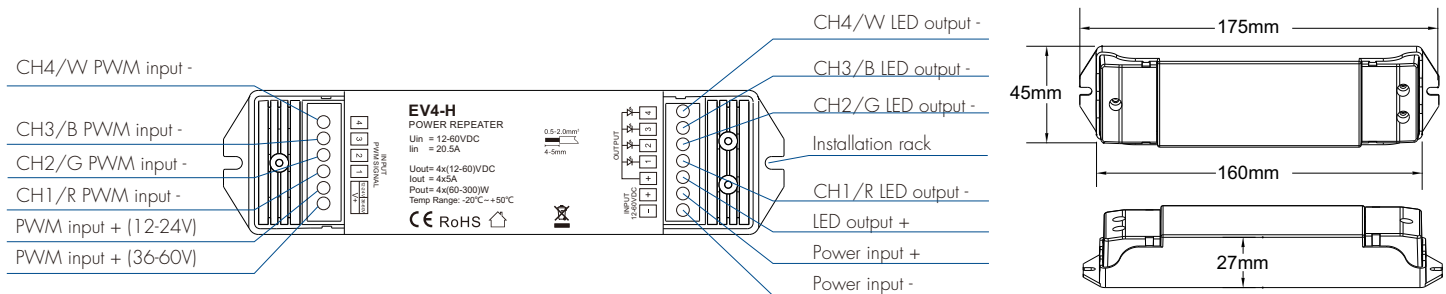 CH4/W PWM input -
CH3/B PWM input -
CH2/G PWM input -
CH1/R PWM input -
PWM input + (12-24V)
PWM input + (36-60V)
4
3
2
1
INPUT
PWM SIGNAL
V+
EV4-H
POWER REPEATER
Uin = 12-60VDC
Iin = 20.5A
Uout= 4x(12-60)VDC
Iout = 4x5A
Pout= 4x(60-300)W
Temp Range: -20℃~+50℃
CE RoHS
0.5-2.0mm²
4-5mm
OUTPUT
4
3
2
1
+
+
-
INPUT
12-60VDC
CH4/W LED output -
CH3/B LED output -
CH2/G LED output -
Installation rack
CH1/R LED output -
LED output +
Power input +
Power input -
175mm
45mm
160mm
27mm